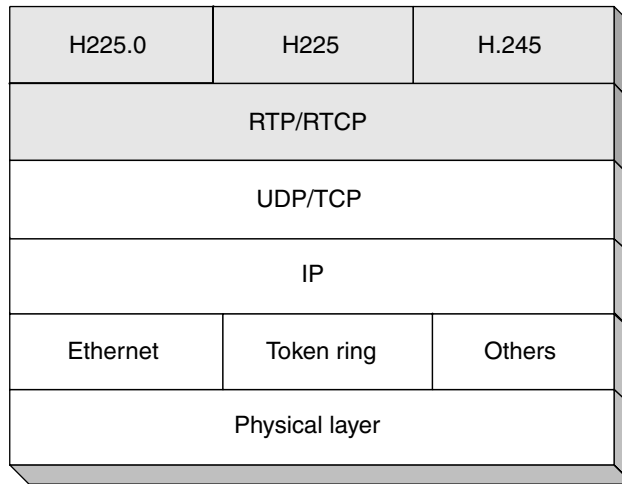 H225.0 H225 H.245
RTP/RTCP
UDP/TCP
IP
Ethernet Token ring Others
Physical layer